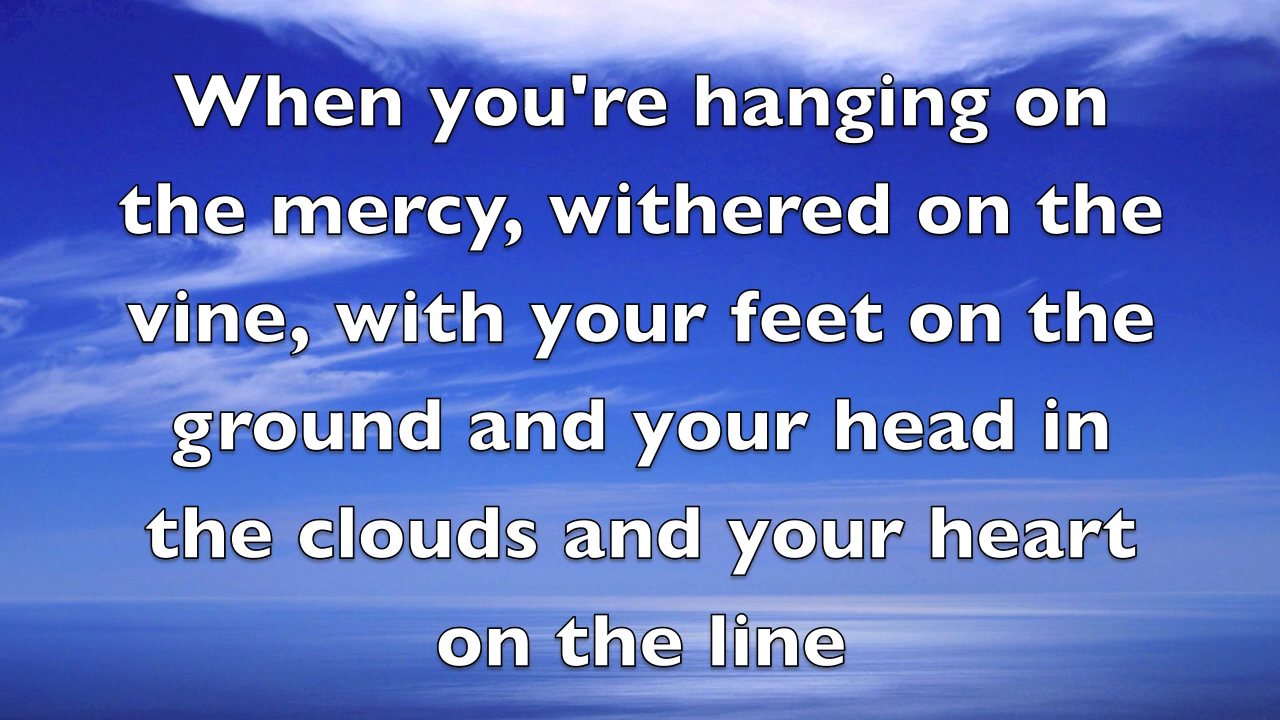 When you're hanging on
the mercy, withered on the
vine, with your feet on the
ground and your head in
the clouds and your heart
on the line